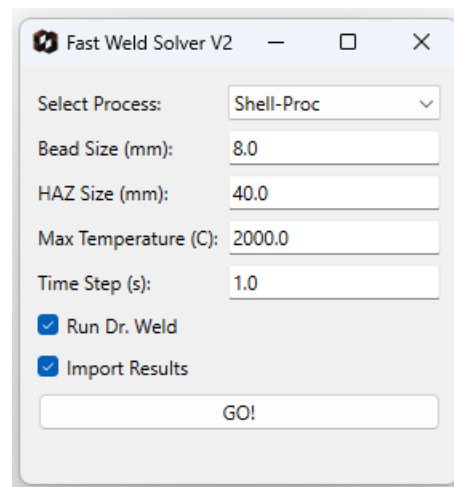 Fast Weld Solver V2
Select Process: Shell-Proc
Bead Size (mm): 8.0
HAZ Size (mm): 40.0
Max Temperature (C): 2000.0
Time Step (s): 1.0
Run Dr. Weld
Import Results
GO!